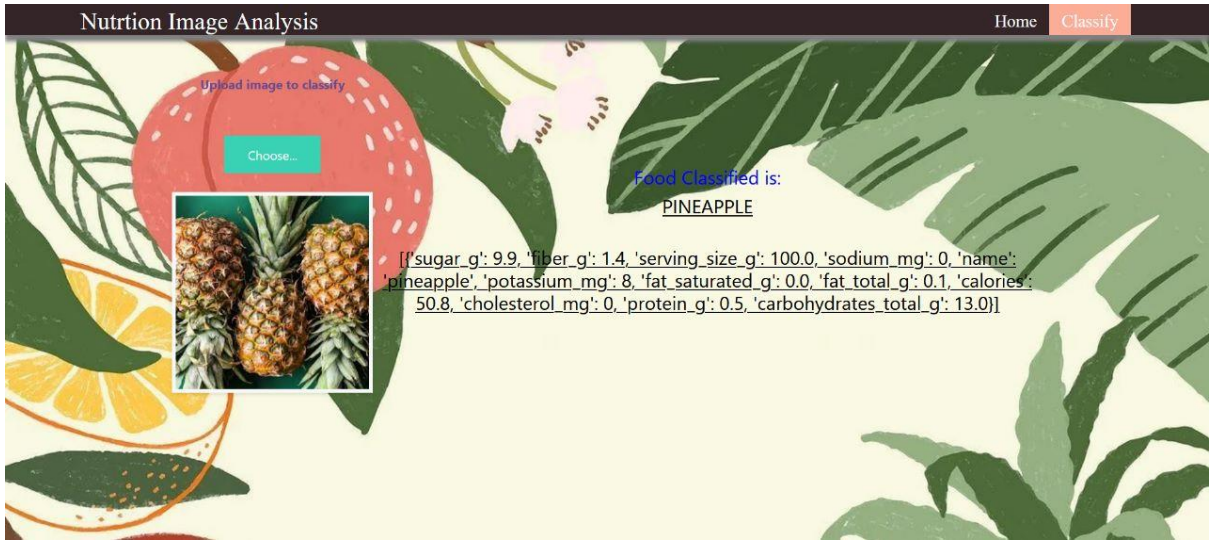 Nutrtion Image Analysis
Home
Classify
Upload image to classify
Choose...
Food Classified is:
PINEAPPLE
[{'sugar_g': 9.9, 'fiber_g': 1.4, 'serving_size_g': 100.0, 'sodium_mg': 0, 'name':
'pineapple', 'potassium_mg': 8, 'fat_saturated_g': 0.0, 'fat_total_g': 0.1, 'calories':
50.8, 'cholesterol_mg': 0, 'protein_g': 0.5, 'carbohydrates_total_g': 13.0}]